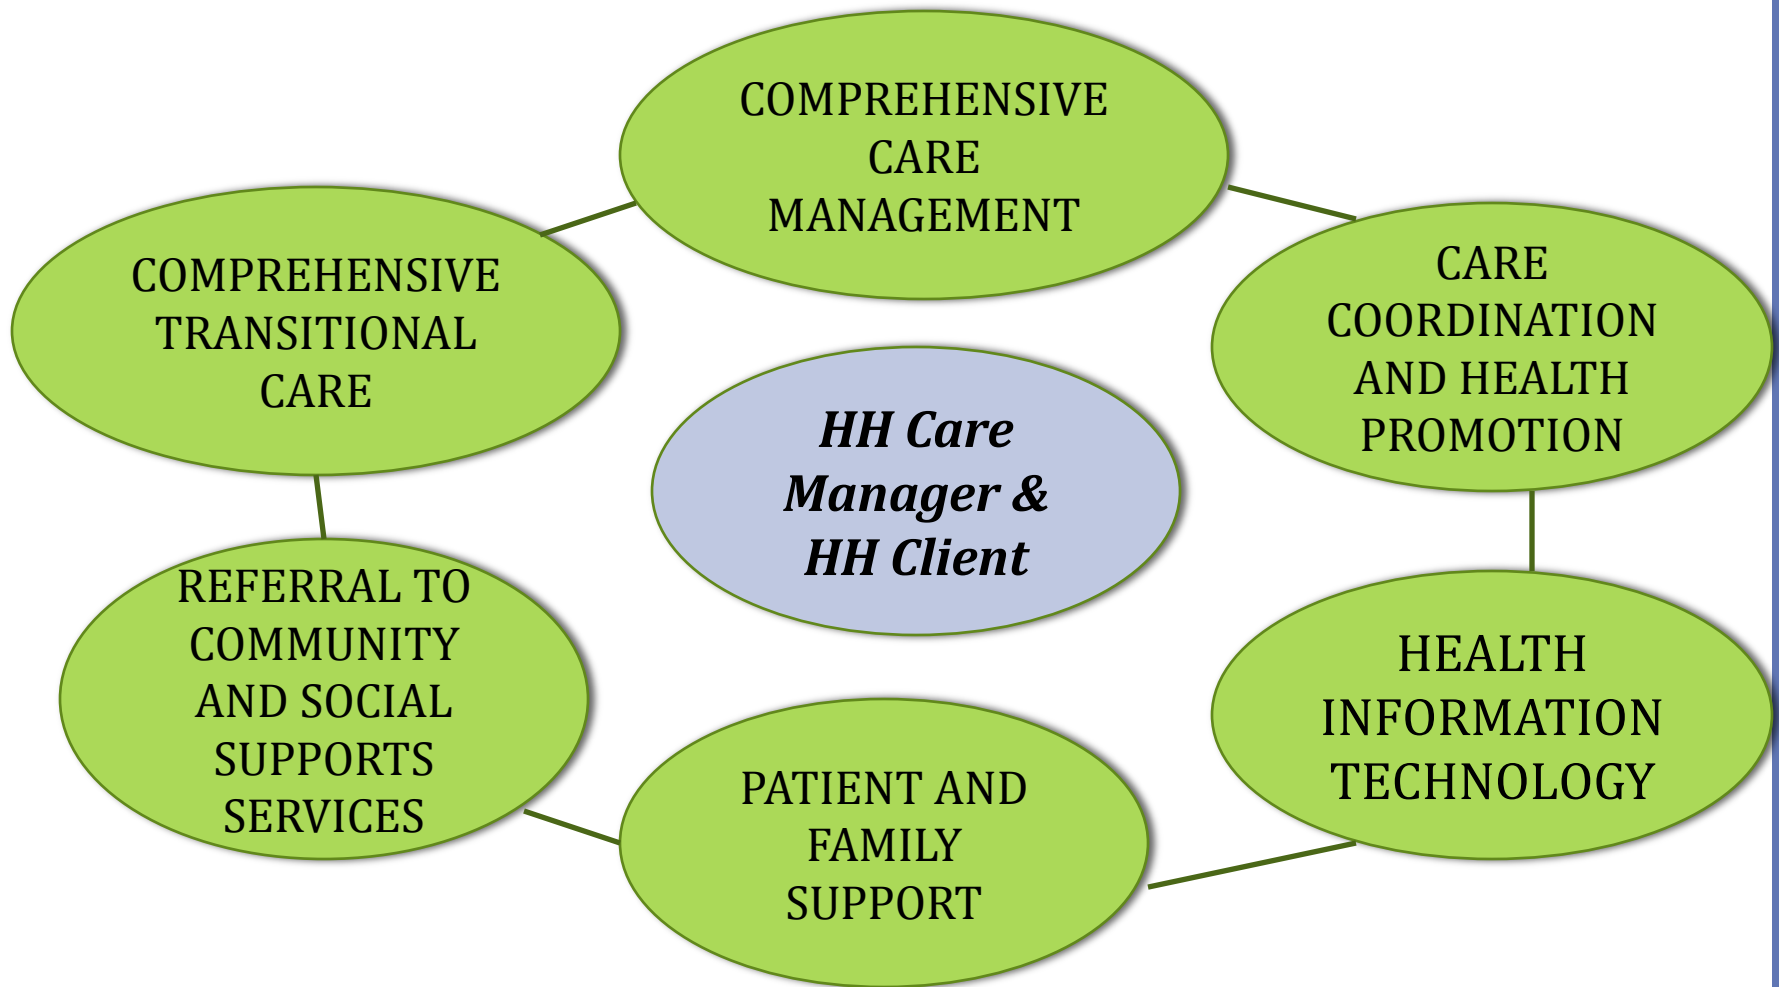 COMPREHENSIVE
CARE
MANAGEMENT
CARE
COORDINATION
AND HEALTH
PROMOTION
HEALTH
INFORMATION
TECHNOLOGY
PATIENT AND
FAMILY
SUPPORT
REFERRAL TO
COMMUNITY
AND SOCIAL
SUPPORTS
SERVICES
COMPREHENSIVE
TRANSITIONAL
CARE
HH Care
Manager &
HH Client